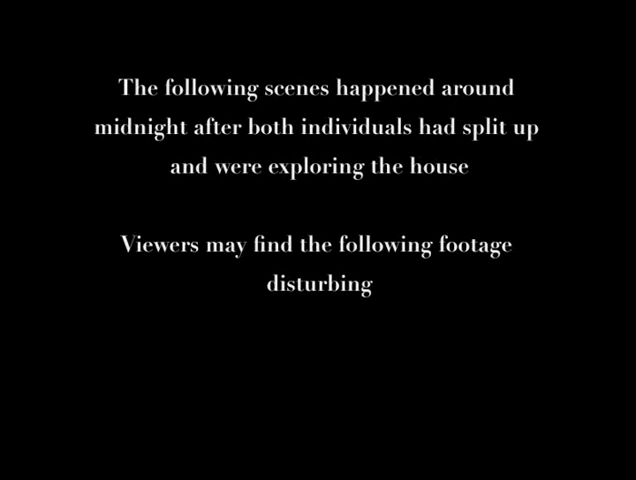 The following scenes happened around
midnight after both individuals had split up
and were exploring the house
Viewers may find the following footage
disturbing